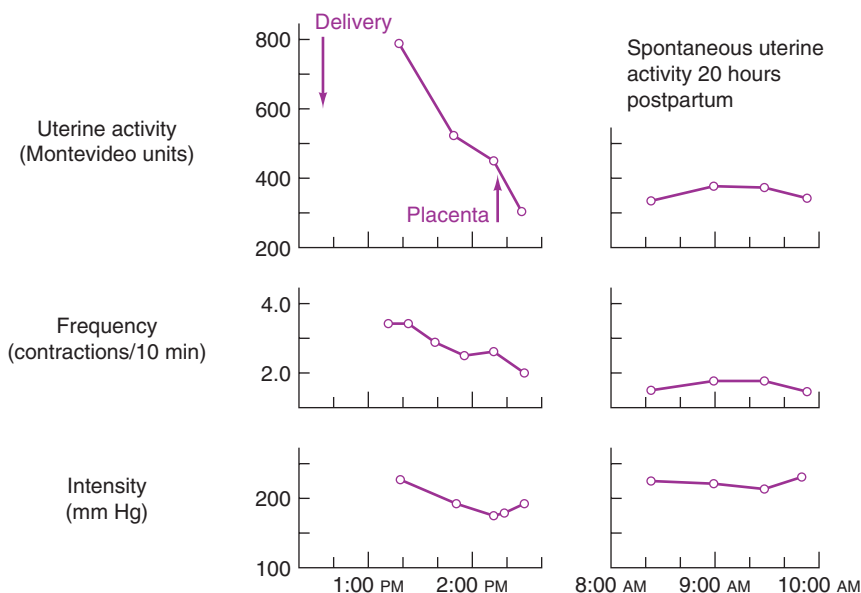 Delivery
800
600
400
200
Uterine activity
(Montevideo units)
Placenta
Spontaneous uterine
activity 20 hours
postpartum
4.0
2.0
Frequency
(contractions/10 min)
200
100
Intensity
(mm Hg)
1:00 PM 2:00 PM 8:00 AM 9:00 AM 10:00 AM